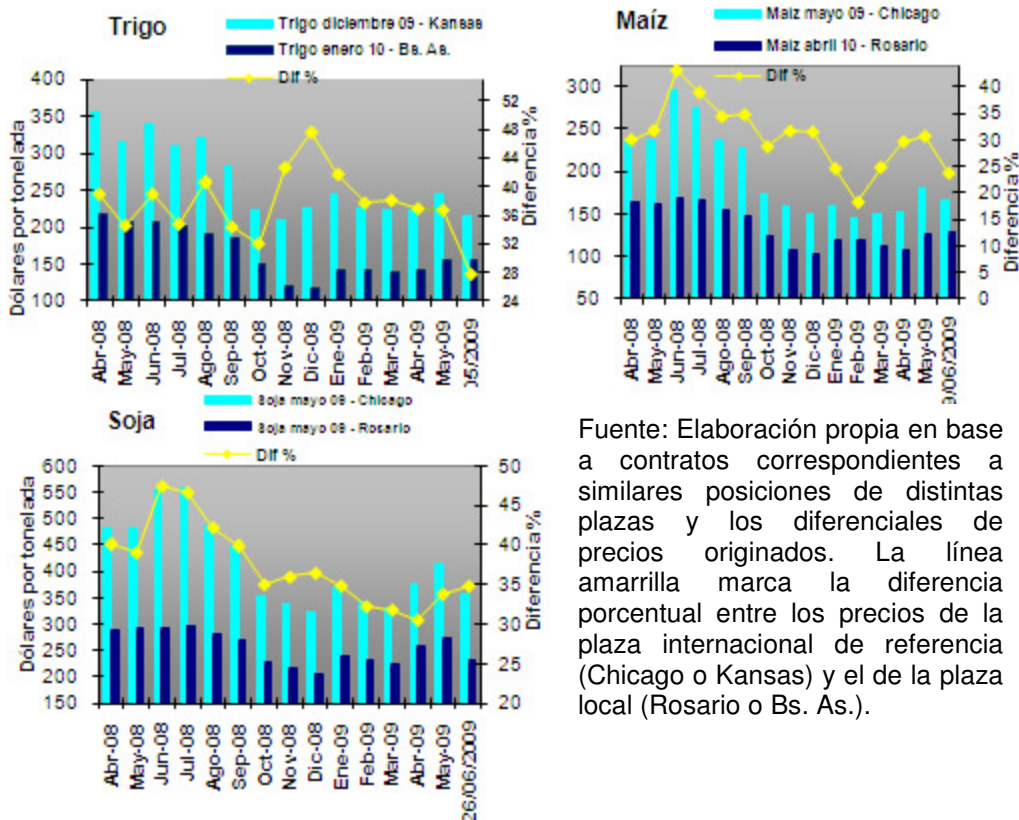 Trigo
Trigo diciembre 09 - Kansas
Trigo enero 10 - Bs. As.
Dif %
Dólares por tonelada
400
350
300
250
200
150
100
52
48
44
40
36
32
28
24
Diferencia%
Abr-08
May-08
Jun-08
Jul-08
Ago-08
Sep-08
Oct-08
Nov-08
Dic-08
Ene-09
Feb-09
Mar-09
Abr-09
May-09
05/2009
Maíz
Maíz mayo 09 - Chicago
Maíz abril 10 - Rosario
Dif %
300
250
200
150
100
50
40
35
30
25
20
15
10
5
0
Diferencia%
Abr-08
May-08
Jun-08
Jul-08
Ago-08
Sep-08
Oct-08
Nov-08
Dic-08
Ene-09
Feb-09
Mar-09
Abr-09
May-09
9/06/2009
Soja
Soja mayo 09 - Chicago
Soja mayo 09 - Rosario
Dif %
Dólares por tonelada
600
550
500
450
400
350
300
250
200
150
50
45
40
35
30
25
20
Diferencia%
Abr-08
May-08
Jun-08
Jul-08
Ago-08
Sep-08
Oct-08
Nov-08
Dic-08
Ene-09
Feb-09
Mar-09
Abr-09
May-09
26/06/2009
Fuente: Elaboración propia en base
a contratos correspondientes a
similares posiciones de distintas
plazas y los diferenciales de
precios originados. La línea
amarrilla marca la diferencia
porcentual entre los precios de la
plaza internacional de referencia
(Chicago o Kansas) y el de la plaza
local (Rosario o Bs. As.).